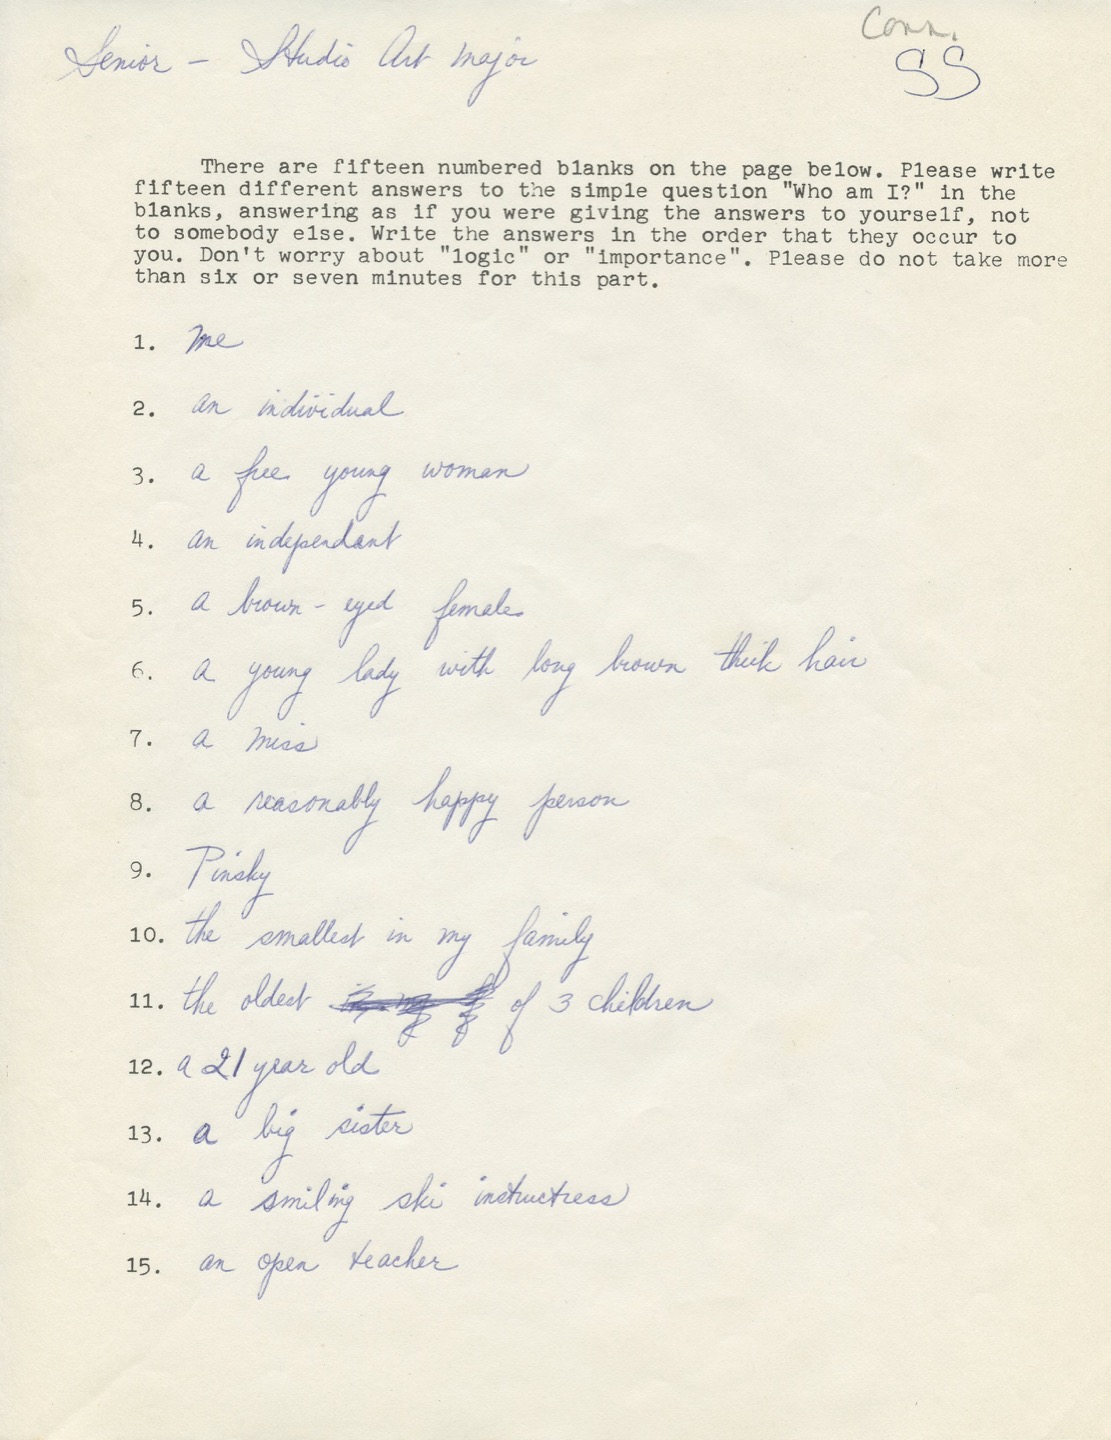 Conn.
Senior - Studio Art Major
SS
There are fifteen numbered blanks on the page below. Please write
fifteen different answers to the simple question "Who am I?" in the
blanks, answering as if you were giving the answers to yourself, not
to somebody else. Write the answers in the order that they occur to
you. Don't worry about "logic" or "importance". Please do not take more
than six or seven minutes for this part.
1. me
2. an individual
3. a free young woman
4. an independant
5. a brown-eyed female
6. a young lady with long brown thick hair
7. a miss
8. a reasonably happy person
9. Pinsky
10. the smallest in my family
11. the oldest of 3 children
12. a 21 year old
13. a big sister
14. a smiling ski instructress
15. an open teacher